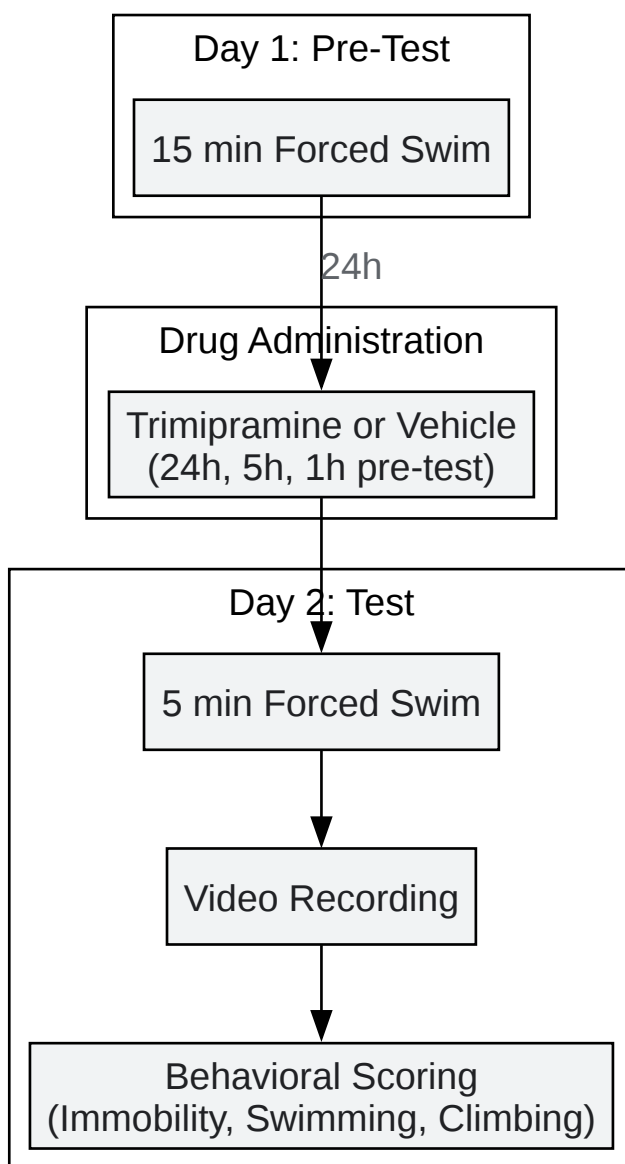 Day 1: Pre-Test
15 min Forced Swim
24h
Drug Administration
Trimipramine or Vehicle
(24h, 5h, 1h pre-test)
Day 2: Test
5 min Forced Swim
Video Recording
Behavioral Scoring
(Immobility, Swimming, Climbing)